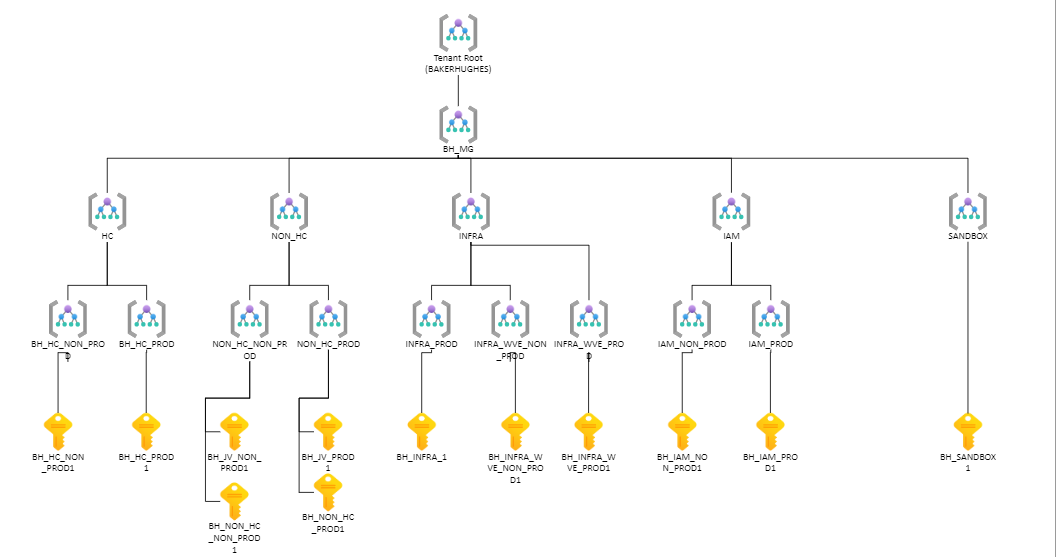 Tenant Root
(BAKERHUGHES)
BH_MG
HC
NON_HC
INFRA
IAM
SANDBOX
BH_HC_NON_PRO
D
BH_HC_PROD
NON_HC_NON_PR
OD
NON_HC_PROD
INFRA_PROD
INFRA_WVE_NON
_PROD
INFRA_WVE_PRO
D
IAM_NON_PROD
IAM_PROD
BH_HC_NON
_PROD1
BH_HC_PROD
1
BH_JV_NON_
PROD1
BH_JV_PROD
1
BH_INFRA_1
BH_INFRA_W
VE_NON_PRO
D1
BH_INFRA_W
VE_PROD1
BH_IAM_NO
N_PROD1
BH_IAM_PRO
D1
BH_SANDBOX
1
BH_NON_HC
_NON_PROD
1
BH_NON_HC
_PROD1